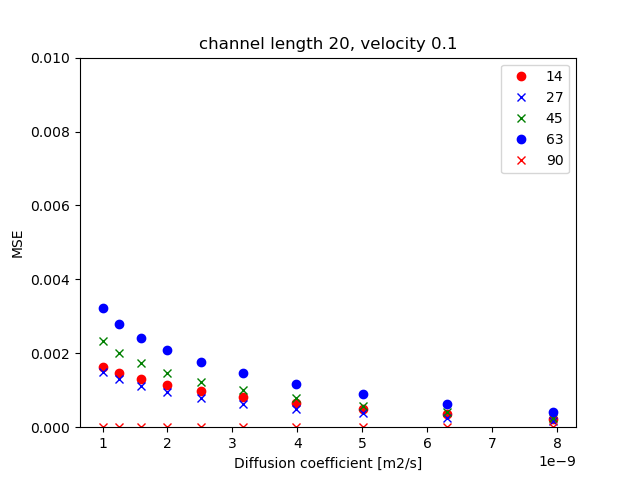 channel length 20, velocity 0.1
0.010
0.008
0.006
0.004
0.002
0.000
MSE
14
27
45
63
90
1 2 3 4 5 6 7 8
1e−9
Diffusion coefficient [m2/s]